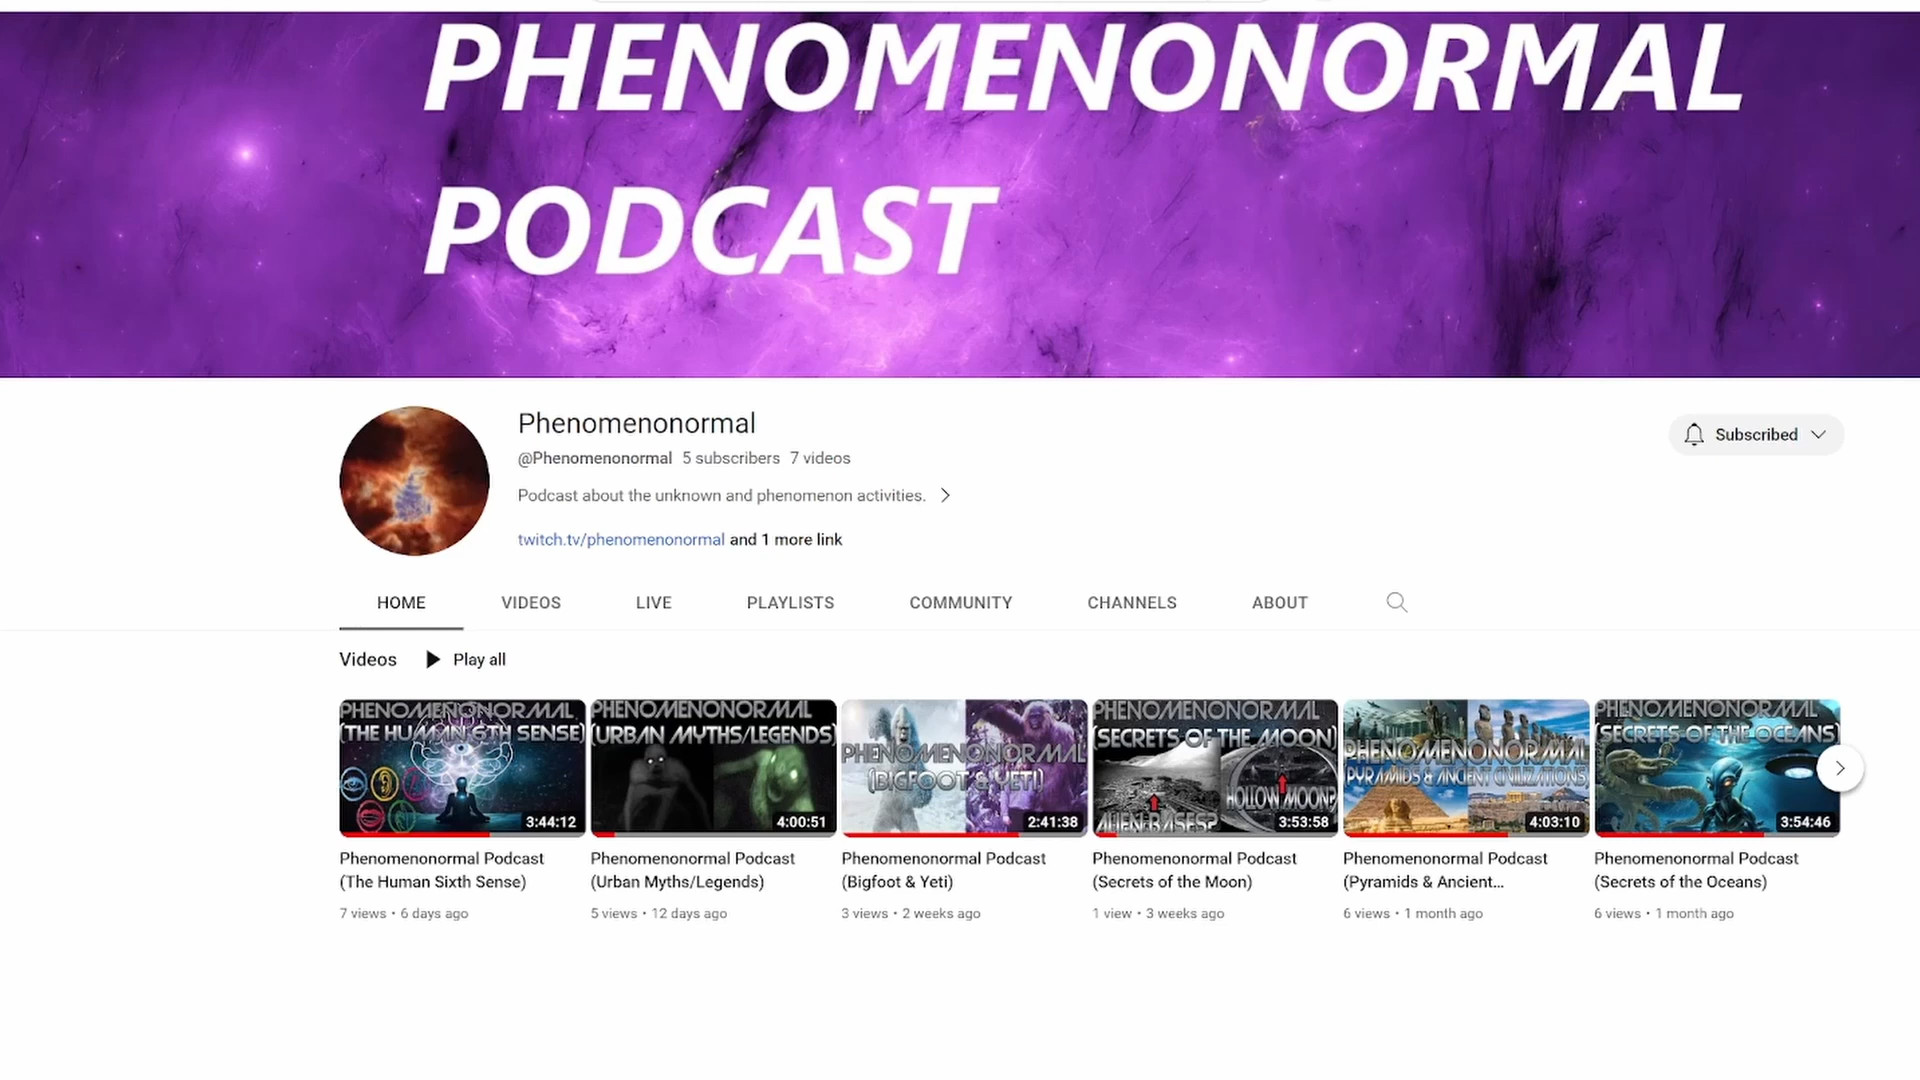 PHENOMENONORMAL
PODCAST
Phenomenonormal
@Phenomenonormal 5 subscribers 7 videos
Podcast about the unknown and phenomenon activities.
twitch.tv/phenomenonormal and 1 more link
Subscribed
HOME VIDEOS LIVE PLAYLISTS COMMUNITY CHANNELS ABOUT
Videos Play all
PHENOMENONORMAL
(THE HUMAN 6TH SENSE)
3:44:12
Phenomenonormal Podcast
(The Human Sixth Sense)
7 views • 6 days ago
PHENOMENONORMAL
(URBAN MYTHS/LEGENDS)
4:00:51
Phenomenonormal Podcast
(Urban Myths/Legends)
5 views • 12 days ago
PHENOMENONORMAL
(BIGFOOT & YETI)
2:41:38
Phenomenonormal Podcast
(Bigfoot & Yeti)
3 views • 2 weeks ago
PHENOMENONORMAL
(SECRETS OF THE MOON)
HOLLOW MOON?
ALIEN BASES?
3:53:58
Phenomenonormal Podcast
(Secrets of the Moon)
1 view • 3 weeks ago
PHENOMENONORMAL
PYRAMIDS & ANCIENT CIVILIZATIONS
4:03:10
Phenomenonormal Podcast
(Pyramids & Ancient...
6 views • 1 month ago
PHENOMENONORMAL
(SECRETS OF THE OCEANS)
3:54:46
Phenomenonormal Podcast
(Secrets of the Oceans)
6 views • 1 month ago